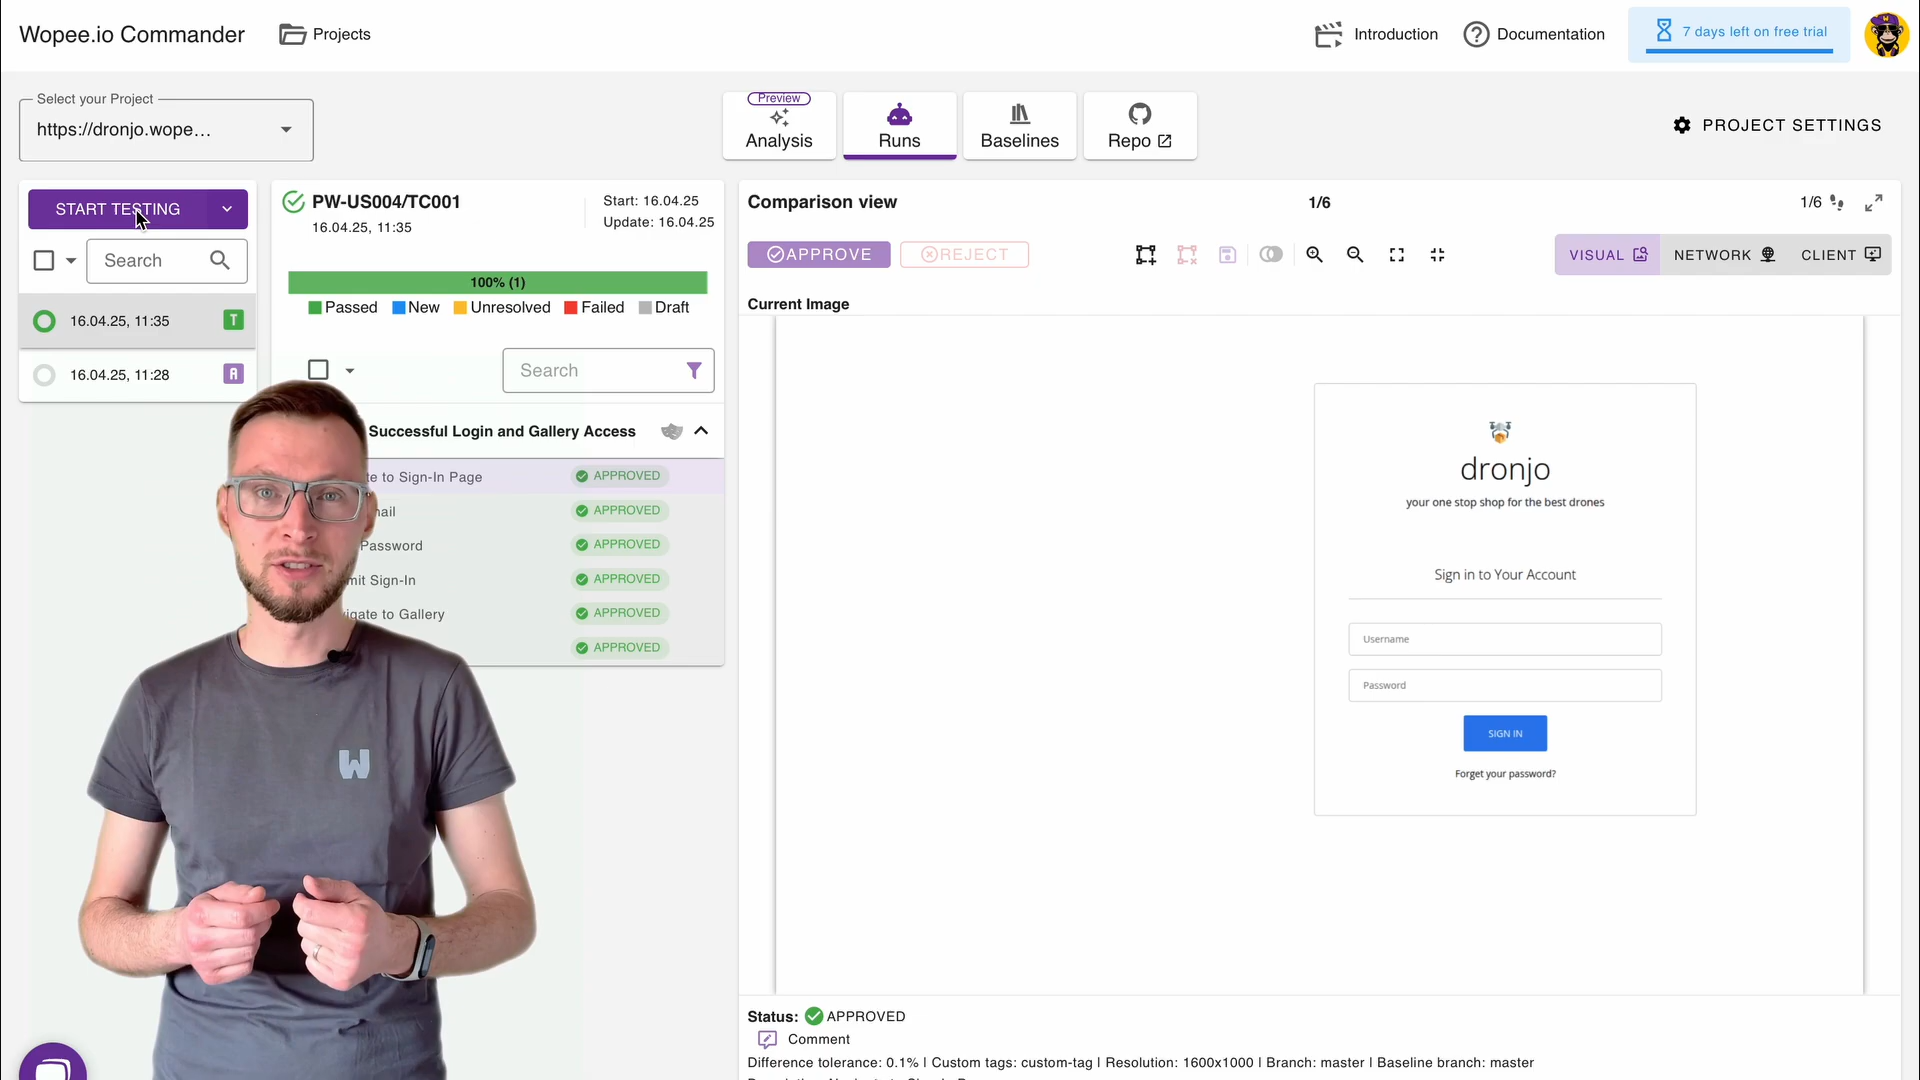 Wopee.io Commander
Projects
Introduction
Documentation
7 days left on free trial
Select your Project
https://dronjo.wope...
Preview
Analysis
Runs
Baselines
Repo
PROJECT SETTINGS
START TESTING
Search
16.04.25, 11:35
T
16.04.25, 11:28
A
PW-US004/TC001
16.04.25, 11:35
Start: 16.04.25
Update: 16.04.25
100% (1)
Passed New Unresolved Failed Draft
Search
Successful Login and Gallery Access
te to Sign-In Page APPROVED
APPROVED
Password APPROVED
mit Sign-In APPROVED
igate to Gallery APPROVED
APPROVED
W
Comparison view
1/6
1/6
APPROVE
REJECT
VISUAL
NETWORK
CLIENT
Current Image
dronjo
your one stop shop for the best drones
Sign in to Your Account
Username
Password
SIGN IN
Forget your password?
Status: APPROVED
Comment
Difference tolerance: 0.1% | Custom tags: custom-tag | Resolution: 1600x1000 | Branch: master | Baseline branch: master